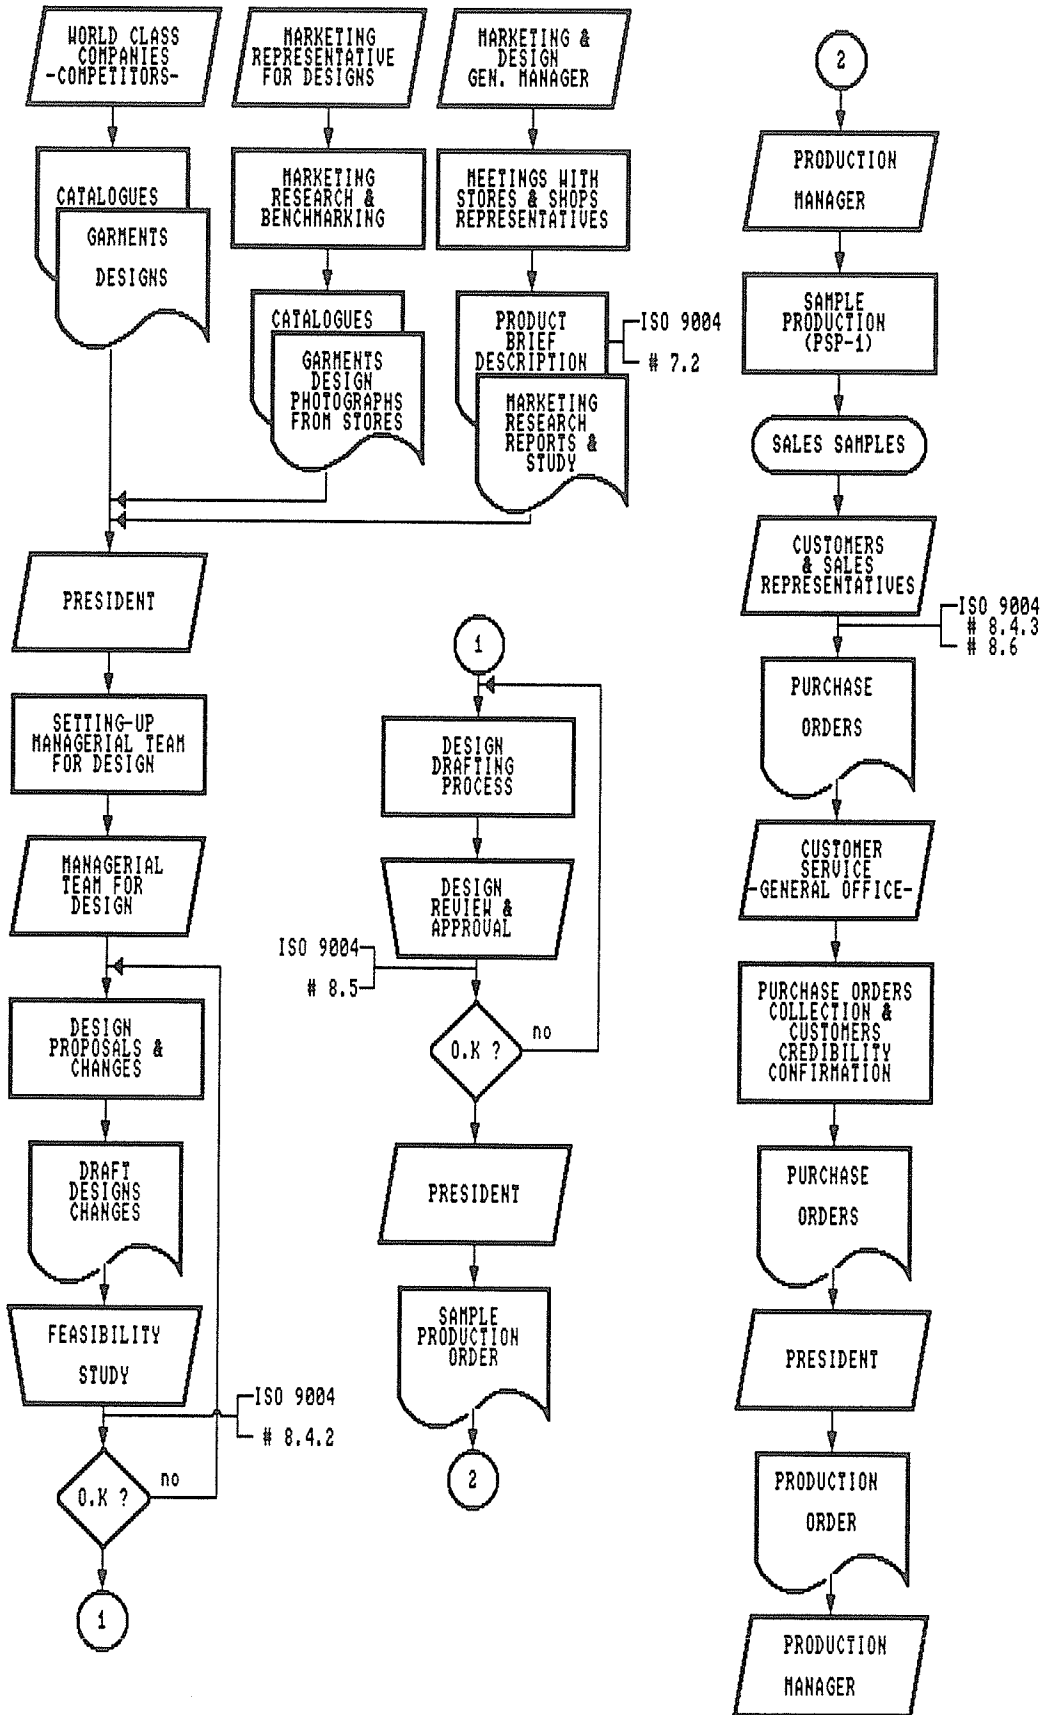 WORLD CLASS
COMPANIES
-COMPETITORS-
CATALOGUES
GARMENTS
DESIGNS
MARKETING
REPRESENTATIVE
FOR DESIGNS
MARKETING
RESEARCH &
BENCHMARKING
CATALOGUES
GARMENTS
DESIGN
PHOTOGRAPHS
FROM STORES
MARKETING &
DESIGN
GEN. MANAGER
MEETINGS WITH
STORES & SHOPS
REPRESENTATIVES
PRODUCT
BRIEF
DESCRIPTION
ISO 9004
# 7.2
MARKETING
RESEARCH
REPORTS &
STUDY
PRESIDENT
SETTING-UP
MANAGERIAL TEAM
FOR DESIGN
MANAGERIAL
TEAM FOR
DESIGN
DESIGN
PROPOSALS &
CHANGES
DRAFT
DESIGNS
CHANGES
FEASIBILITY
STUDY
ISO 9004
# 8.4.2
O.K ?
no
1
1
DESIGN
DRAFTING
PROCESS
DESIGN
REVIEW &
APPROVAL
ISO 9004
# 8.5
O.K ?
no
PRESIDENT
SAMPLE
PRODUCTION
ORDER
2
2
PRODUCTION
MANAGER
SAMPLE
PRODUCTION
(PSP-1)
SALES SAMPLES
CUSTOMERS
& SALES
REPRESENTATIVES
ISO 9004
# 8.4.3
# 8.6
PURCHASE
ORDERS
CUSTOMER
SERVICE
-GENERAL OFFICE-
PURCHASE ORDERS
COLLECTION &
CUSTOMERS
CREDIBILITY
CONFIRMATION
PURCHASE
ORDERS
PRESIDENT
PRODUCTION
ORDER
PRODUCTION
MANAGER